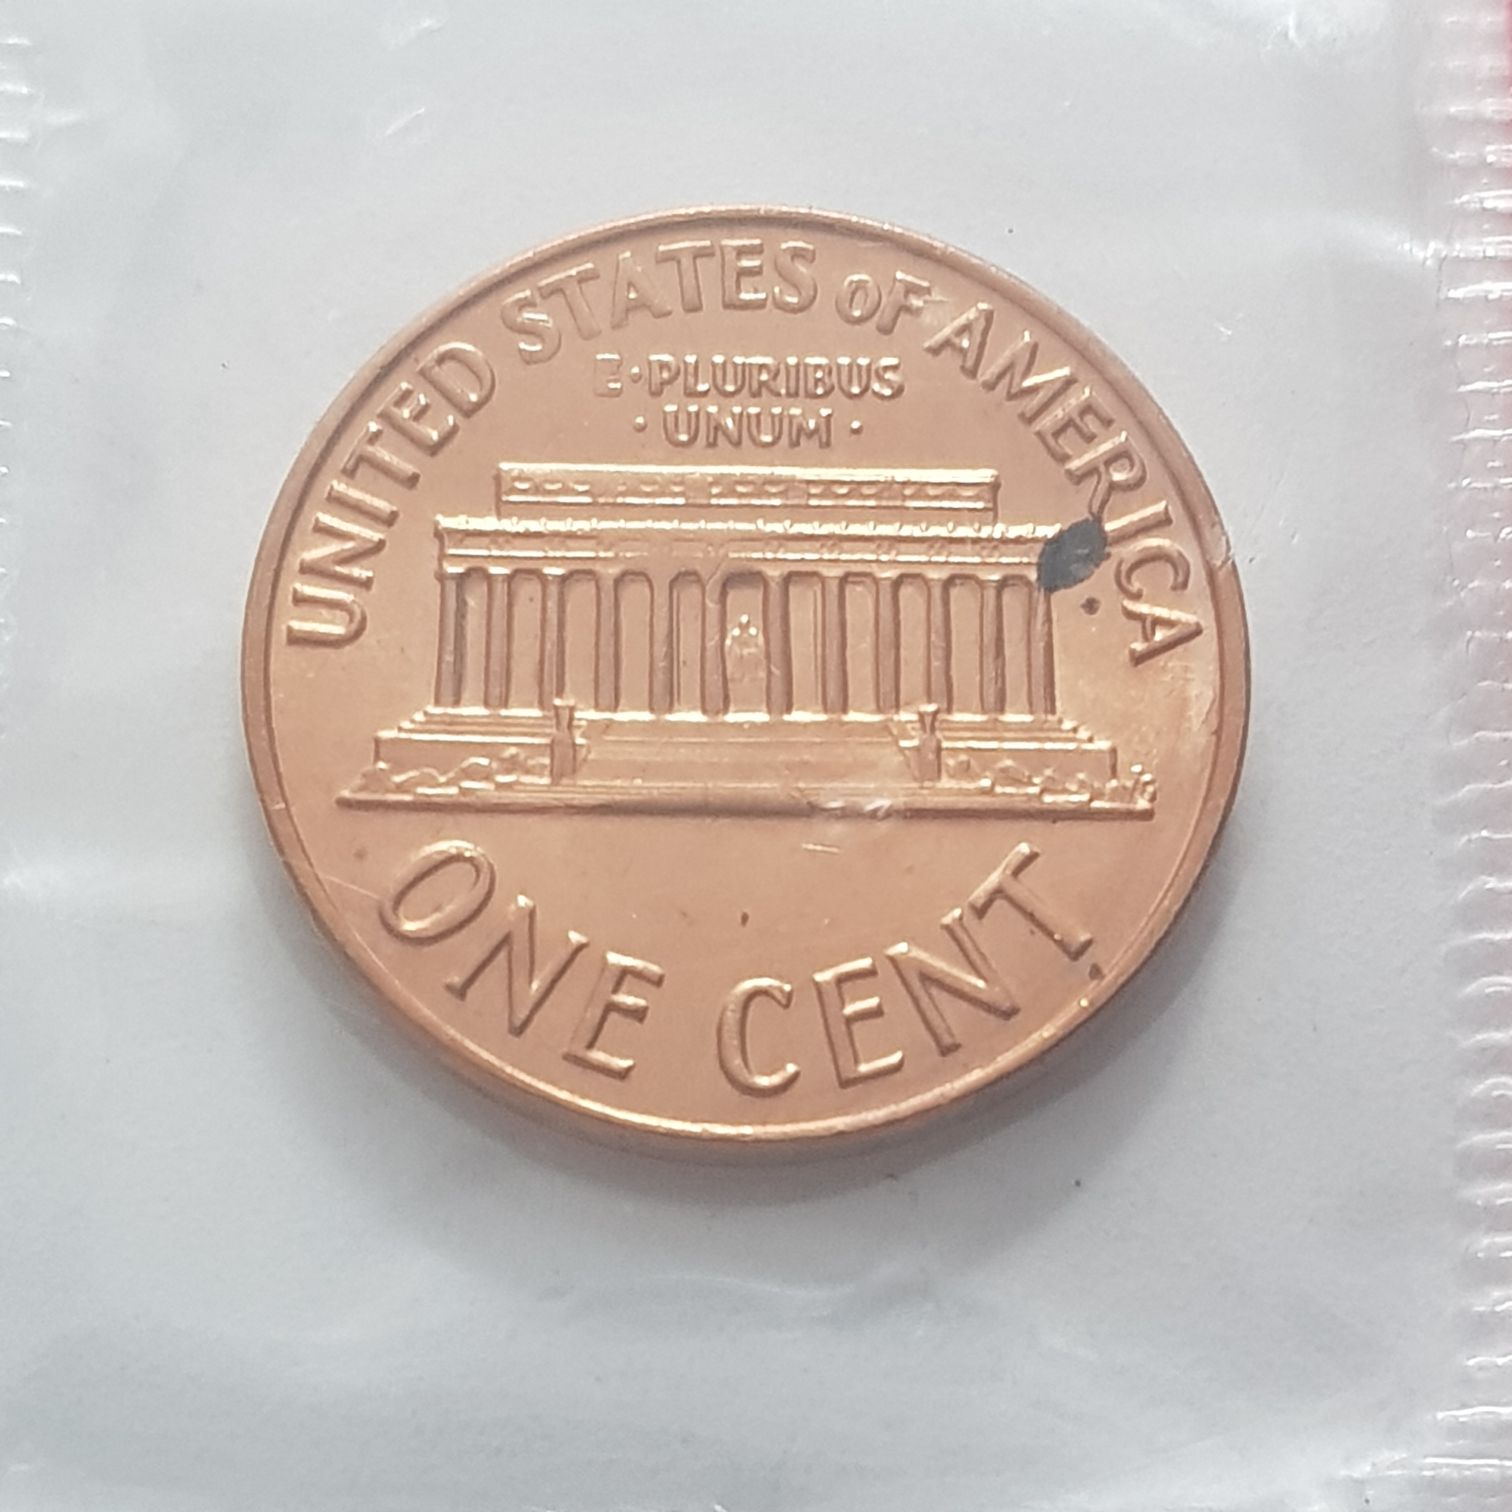 UNITED STATES OF AMERICA
E·PLURIBUS
·UNUM·
ONE CENT